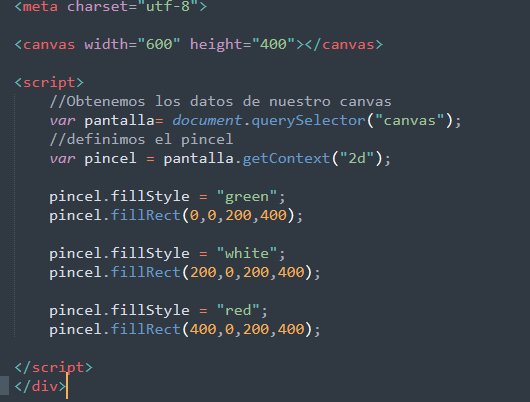 <meta charset="utf-8">
<canvas width="600" height="400"></canvas>
<script>
//Obtenemos los datos de nuestro canvas
var pantalla= document.querySelector("canvas");
//definimos el pincel
var pincel = pantalla.getContext("2d");
pincel.fillStyle = "green";
pincel.fillRect(0,0,200,400);
pincel.fillStyle = "white";
pincel.fillRect(200,0,200,400);
pincel.fillStyle = "red";
pincel.fillRect(400,0,200,400);
</script>
</div>